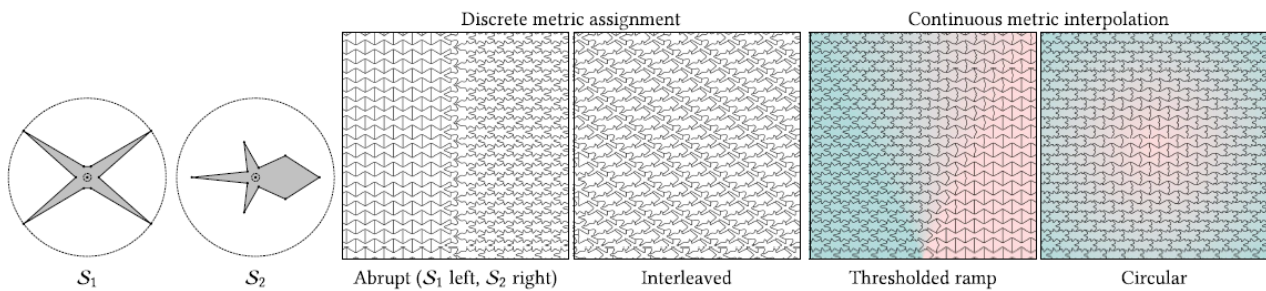 Discrete metric assignment
Continuous metric interpolation
S₁
S₂
Abrupt (S₁ left, S₂ right)
Interleaved
Thresholded ramp
Circular